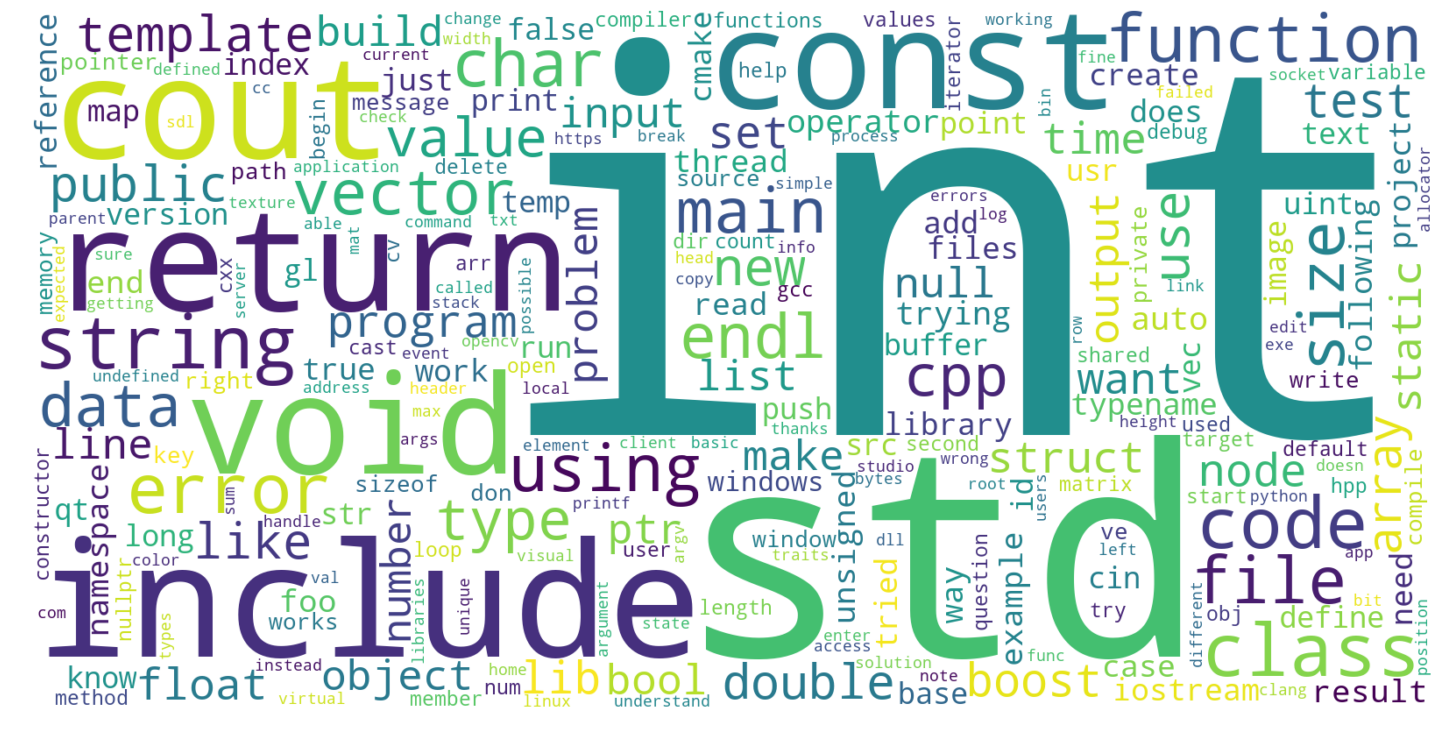 int
std
include
return
const
cout
void
string
char
function
template
build
false
compiler
functions
values
working
change
width
current
pointer
defined
index
just
message
print
cc
map
sdl
check
begin
reference
value
input
https
break
set
operator
process
point
iterator
cmake
help
fine
create
does
debug
time
usr
bin
failed
socket
variable
test
text
public
path
application
delete
vector
texture
parent
version
able
command
txt
temp
thread
source
simple
main
errors
add
log
files
dir
count
info
head
copy
new
gcc
read
null
trying
buffer
output
private
use
link
uint
image
size
following
project
allocator
static
memory
sure
expected
end
getting
cxx
server
gl
mat
cv
arr
called
stack
possible
problem
program
opencv
run
cast
event
true
work
open
undefined
right
address
header
local
endl
list
cpp
library
row
shared
auto
want
vec
typename
edit
exe
write
height
used
data
line
key
max
args
push
thanks
element
client
basic
src
second
target
default
array
error
sum
sizeof
don
using
make
windows
studio
bytes
wrong
root
struct
matrix
id
users
node
start
python
doesn
hpp
compile
constructor
qt
long
like
handle
str
number
type
printf
ptr
user
argv
loop
visual
window
traits
dll
unsigned
code
app
file
need
namespace
nullptr
color
types
com
foo
val
works
libraries
unique
argument
state
length
enter
access
tried
way
question
example
ve
left
cin
try
different
obj
define
bit
class
position
know
method
float
instead
virtual
object
member
home
num
lib
linux
bool
understand
double
solution
note
base
boost
func
case
iostream
clang
result